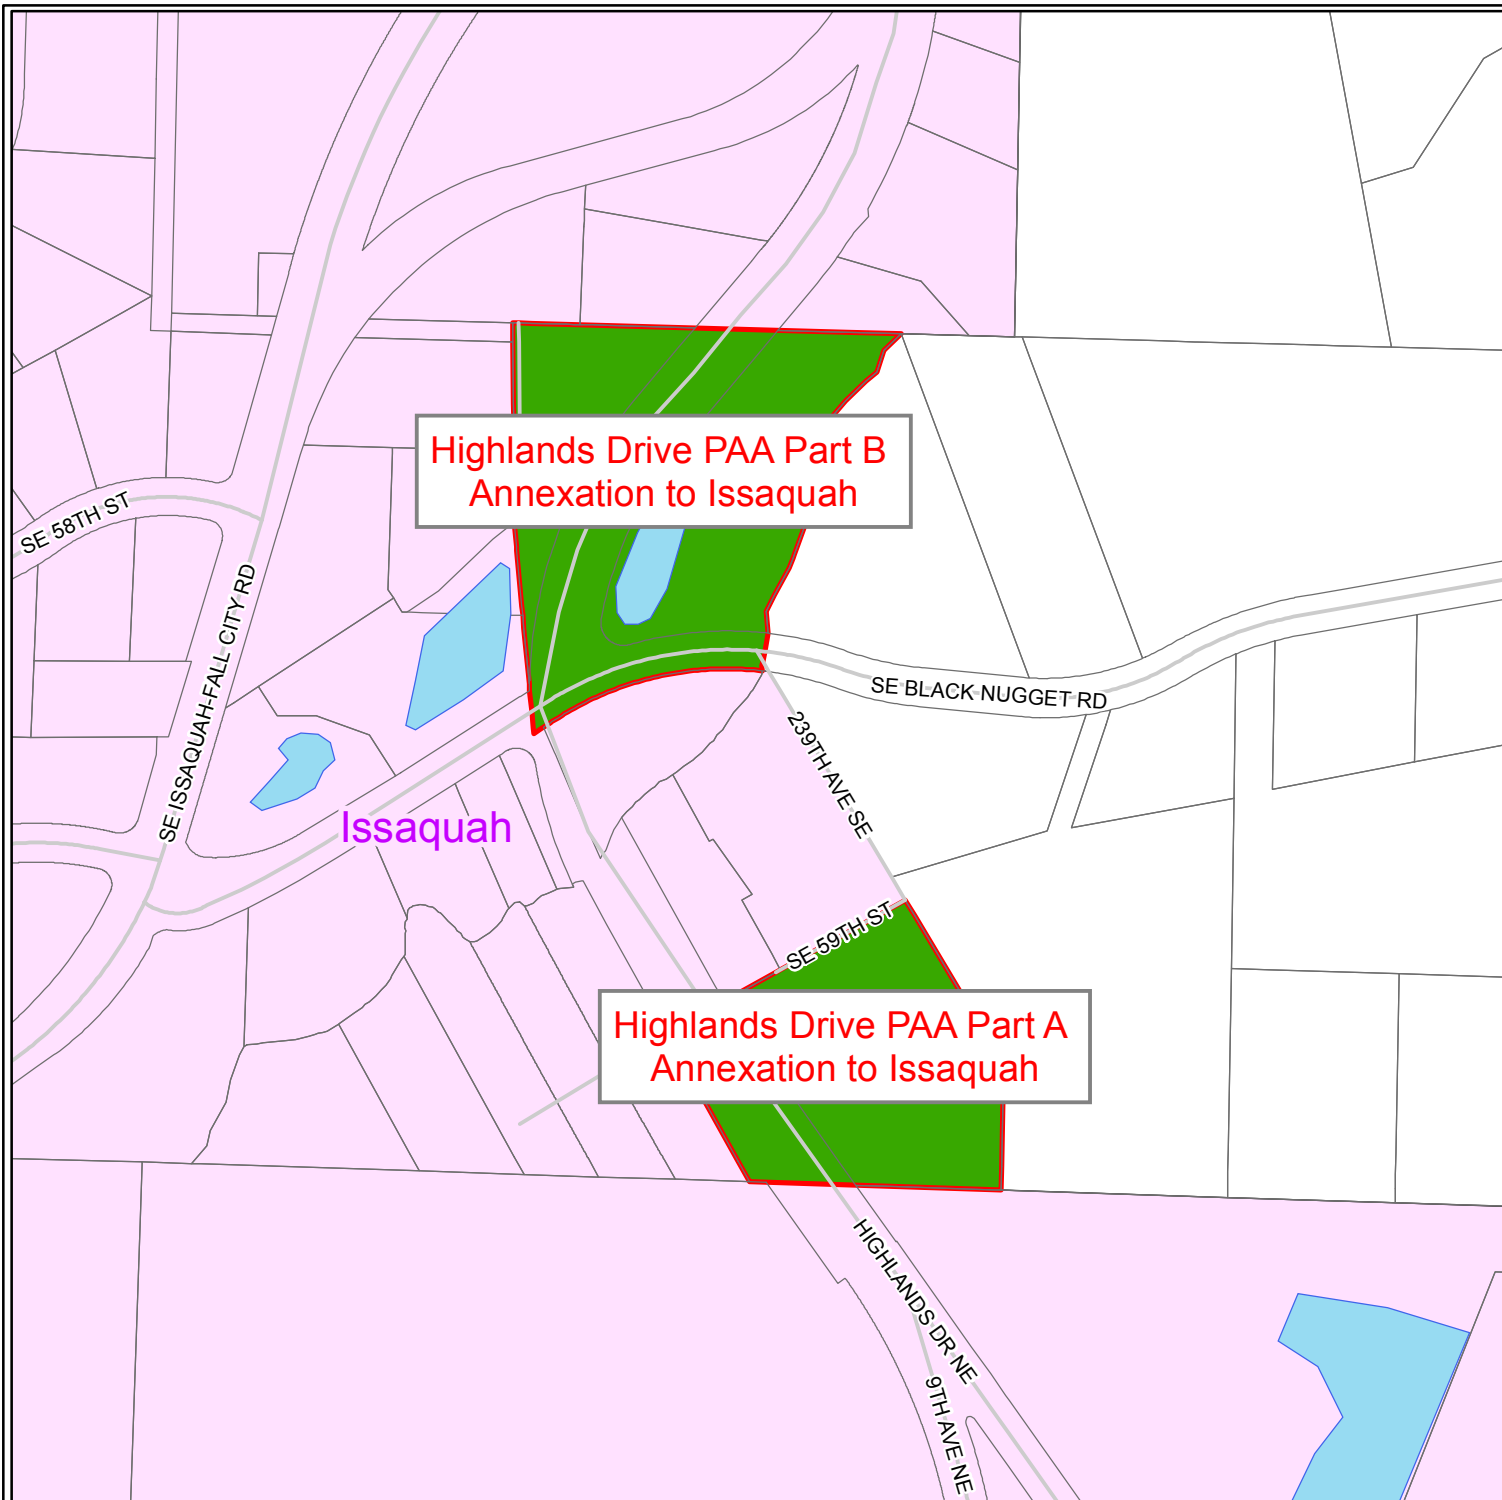 Highlands Drive PAA Part B
Annexation to Issaquah
SE 58TH ST
SE ISSAQUAH-FALL CITY RD
SE BLACK NUGGET RD
239TH AVE SE
Issaquah
SE 59TH ST
Highlands Drive PAA Part A
Annexation to Issaquah
HIGHLANDS DR NE
9TH AVE NE